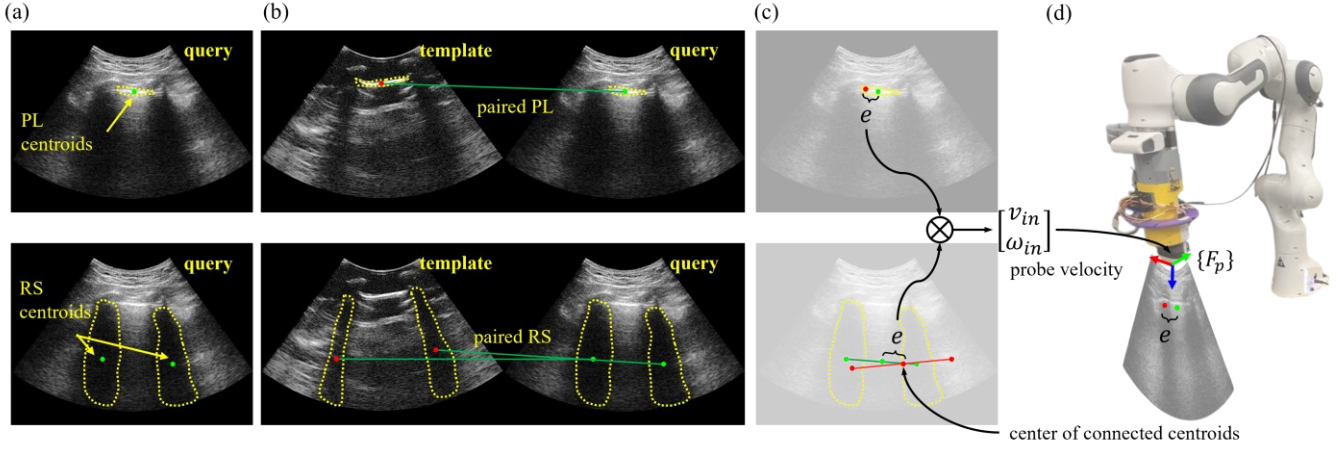 (a)
(b)
(c)
(d)
query
template
query
PL
centroids
paired PL
e
v_in
ω_in
probe velocity
{F_p}
e
query
template
query
RS
centroids
paired RS
e
center of connected centroids